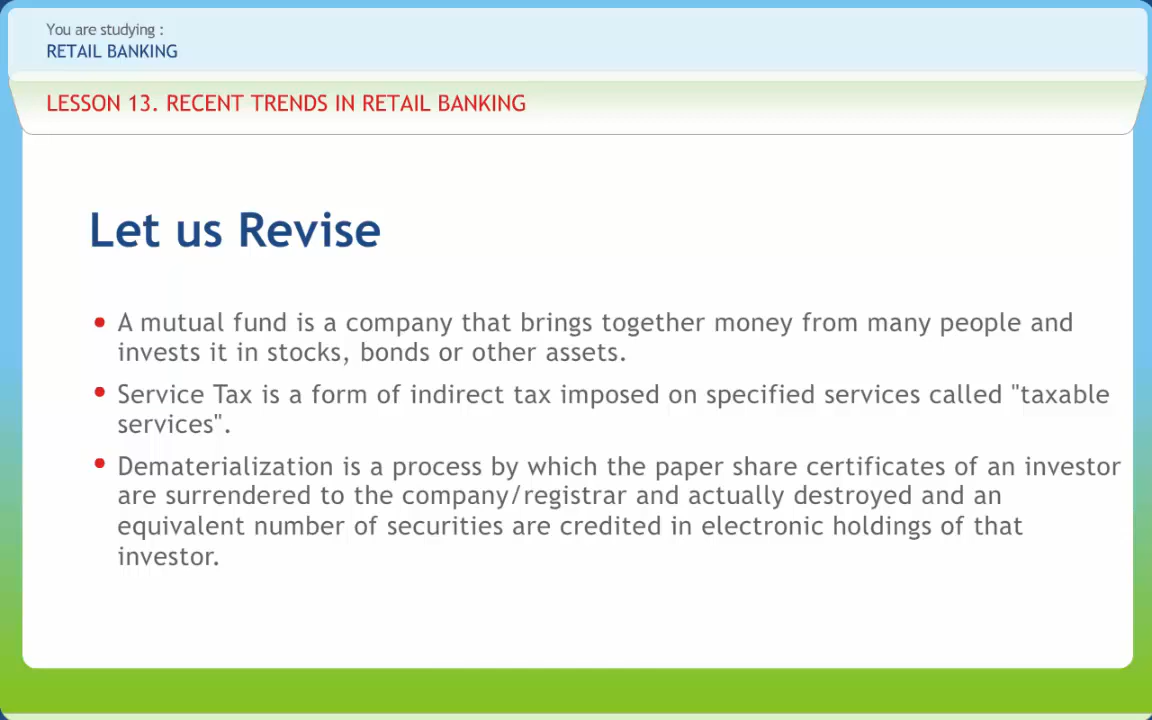 You are studying :
RETAIL BANKING
LESSON 13. RECENT TRENDS IN RETAIL BANKING
Let us Revise
• A mutual fund is a company that brings together money from many people and
invests it in stocks, bonds or other assets.
• Service Tax is a form of indirect tax imposed on specified services called "taxable
services".
• Dematerialization is a process by which the paper share certificates of an investor
are surrendered to the company/registrar and actually destroyed and an
equivalent number of securities are credited in electronic holdings of that
investor.